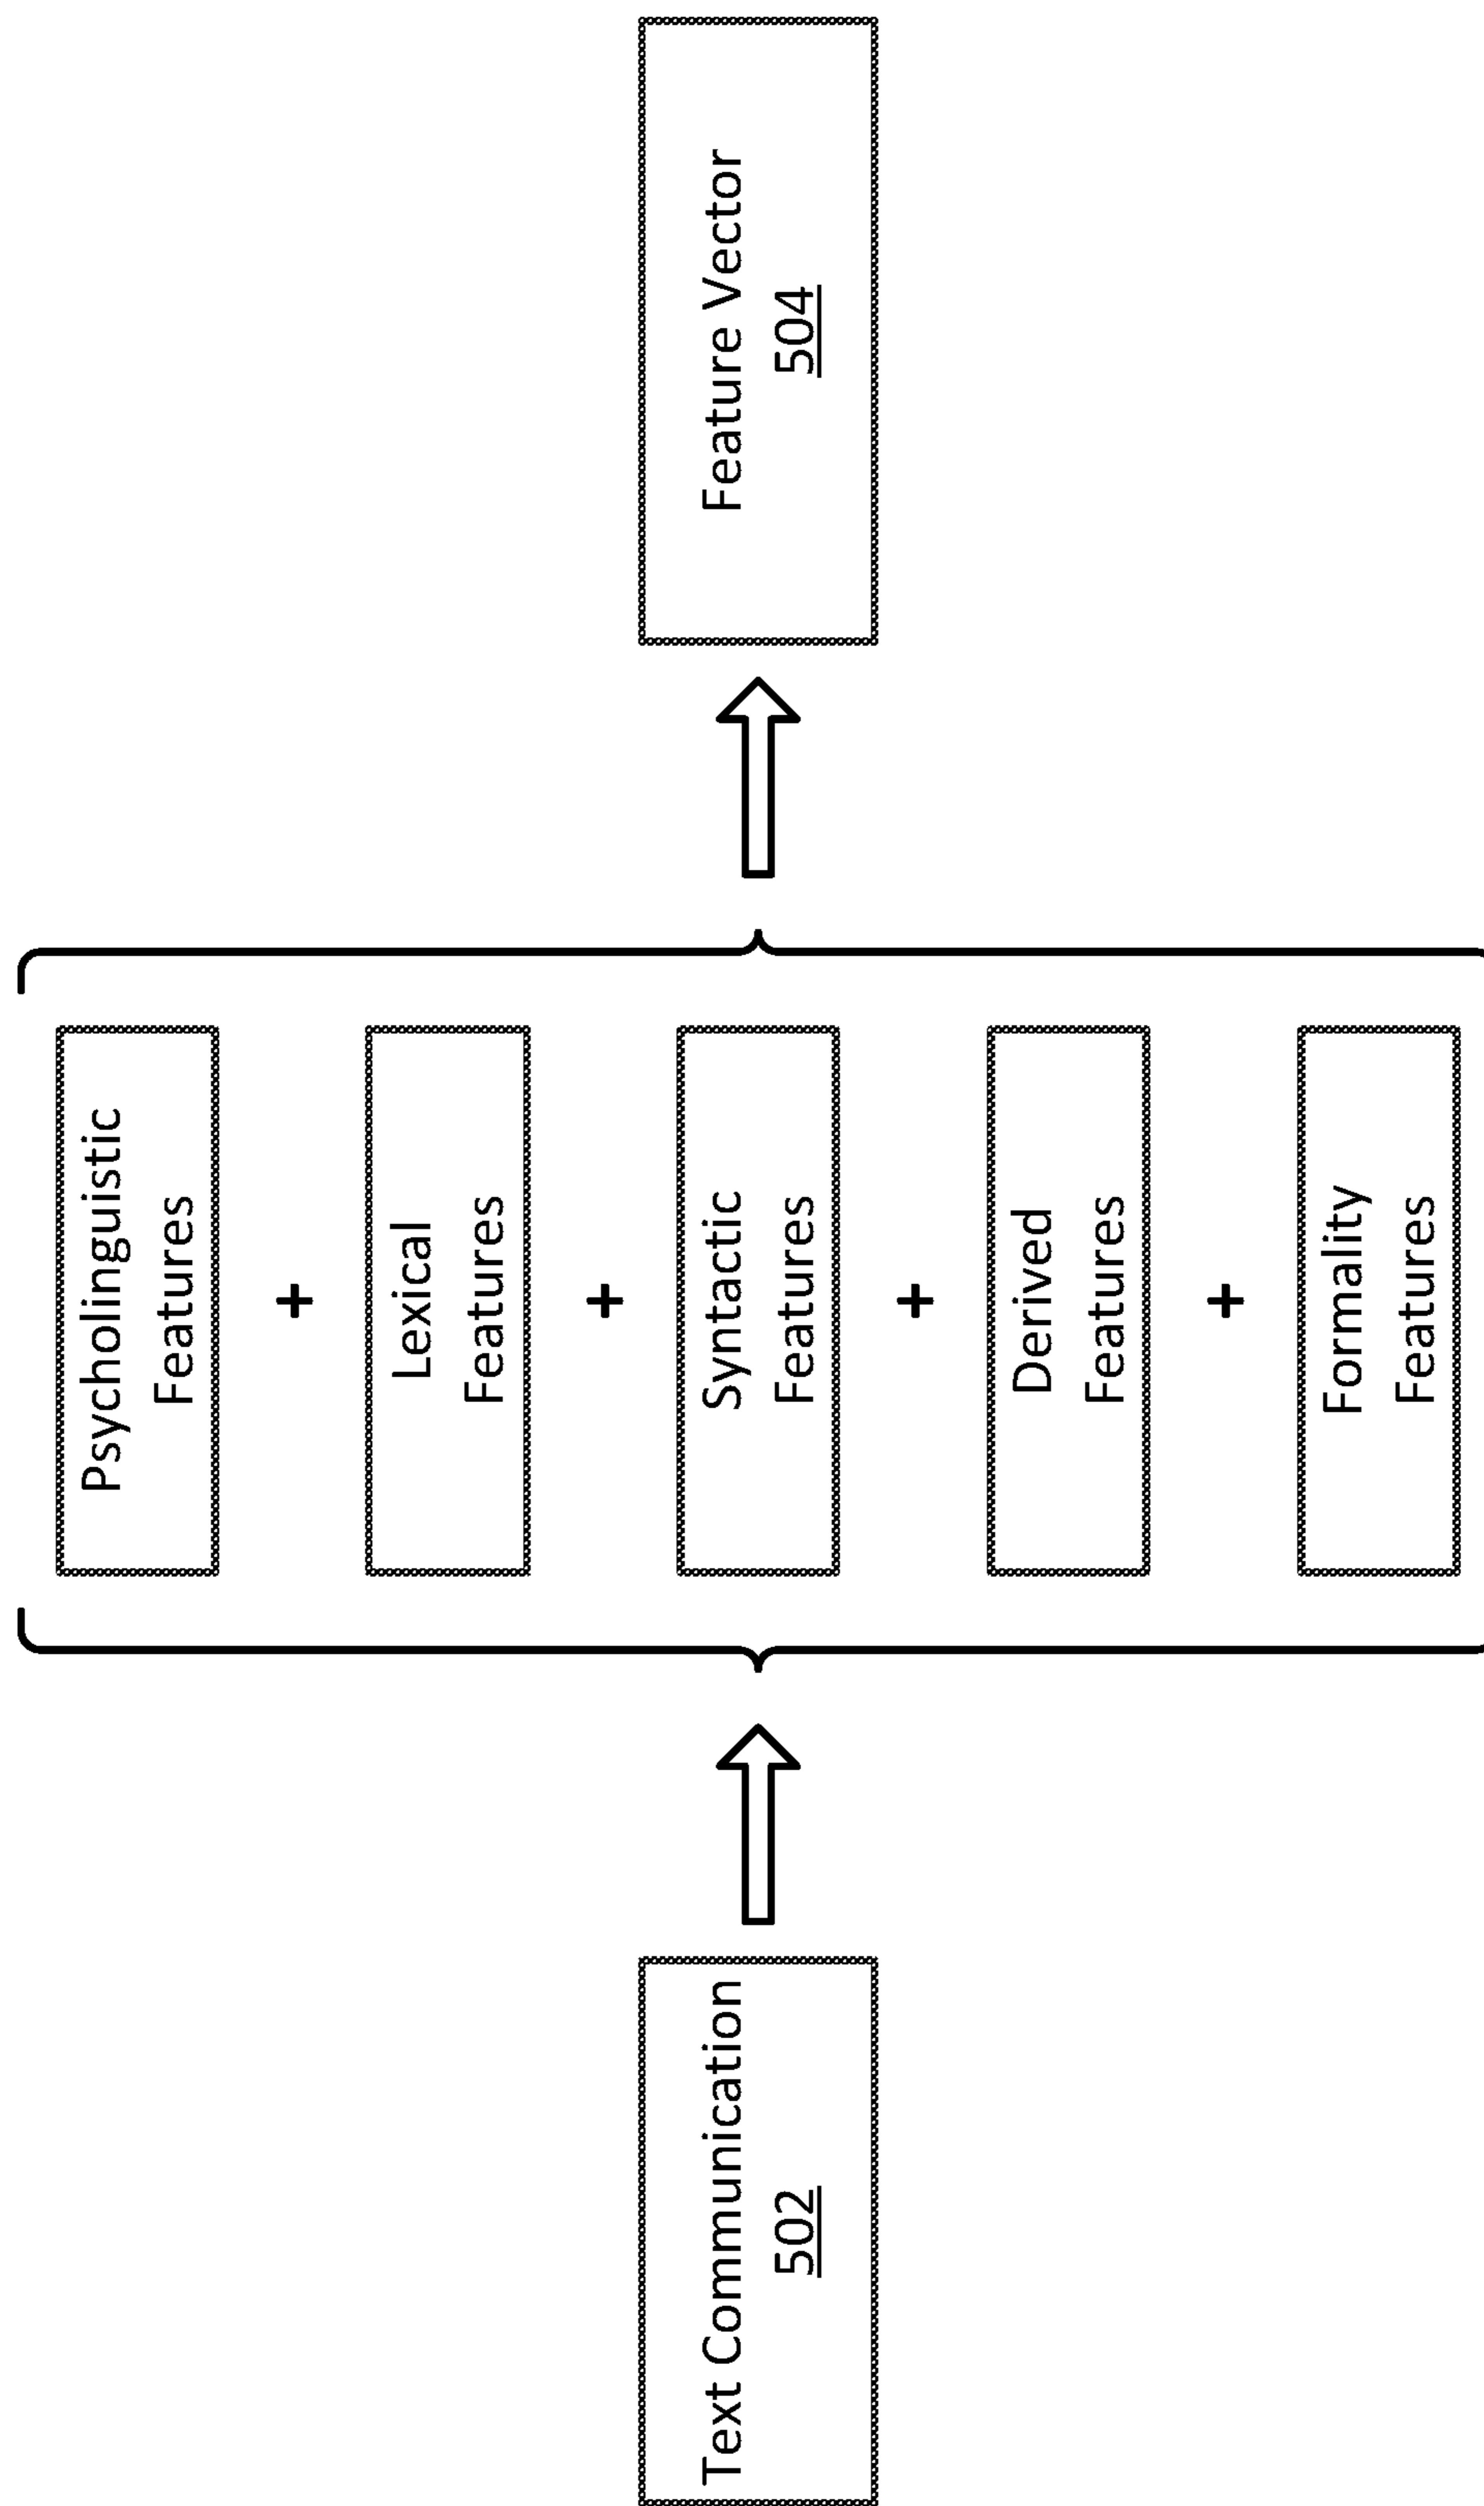 Text Communication
502
Psycholinguistic
Features
+
Lexical
Features
+
Syntactic
Features
+
Derived
Features
+
Formality
Features
Feature Vector
504